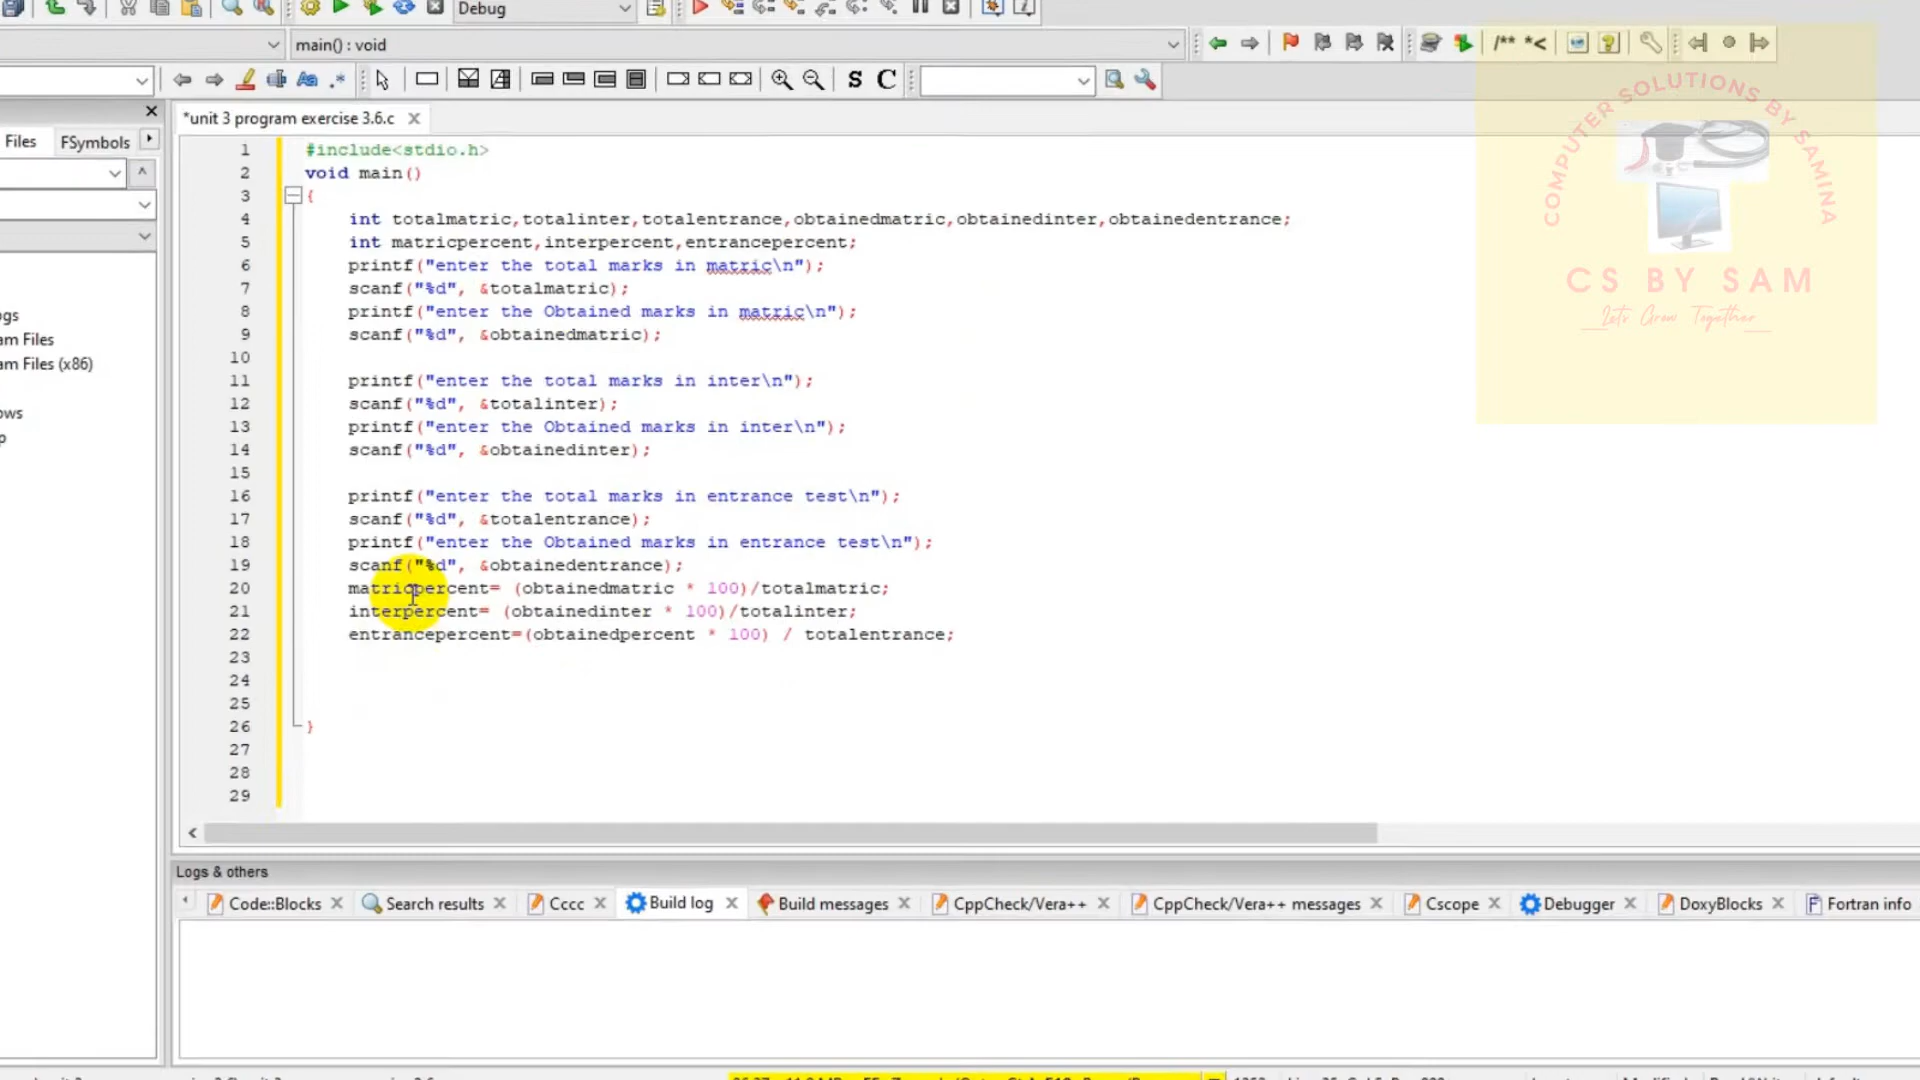 Debug
main() : void
/** *<
S C
*unit 3 program exercise 3.6.c
Files FSymbols
am Files
am Files (x86)
1 #include<stdio.h>
2 void main()
3 {
4 int totalmatric,totalinter,totalentrance,obtainedmatric,obtainedinter,obtainedentrance;
5 int matricpercent,interpercent,entrancepercent;
6 printf("enter the total marks in matric\n");
7 scanf("%d", &totalmatric);
8 printf("enter the Obtained marks in matric\n");
9 scanf("%d", &obtainedmatric);
10
11 printf("enter the total marks in inter\n");
12 scanf("%d", &totalinter);
13 printf("enter the Obtained marks in inter\n");
14 scanf("%d", &obtainedinter);
15
16 printf("enter the total marks in entrance test\n");
17 scanf("%d", &totalentrance);
18 printf("enter the Obtained marks in entrance test\n");
19 scanf("%d", &obtainedentrance);
20 matricpercent= (obtainedmatric * 100)/totalmatric;
21 interpercent= (obtainedinter * 100)/totalinter;
22 entrancepercent=(obtainedpercent * 100) / totalentrance;
23
24
25
26 }
27
28
29
COMPUTER SOLUTIONS BY SAMINA
CS BY SAM
Let's Grow Together
Logs & others
Code::Blocks Search results Cccc Build log Build messages CppCheck/Vera++ CppCheck/Vera++ messages Cscope Debugger DoxyBlocks Fortran info